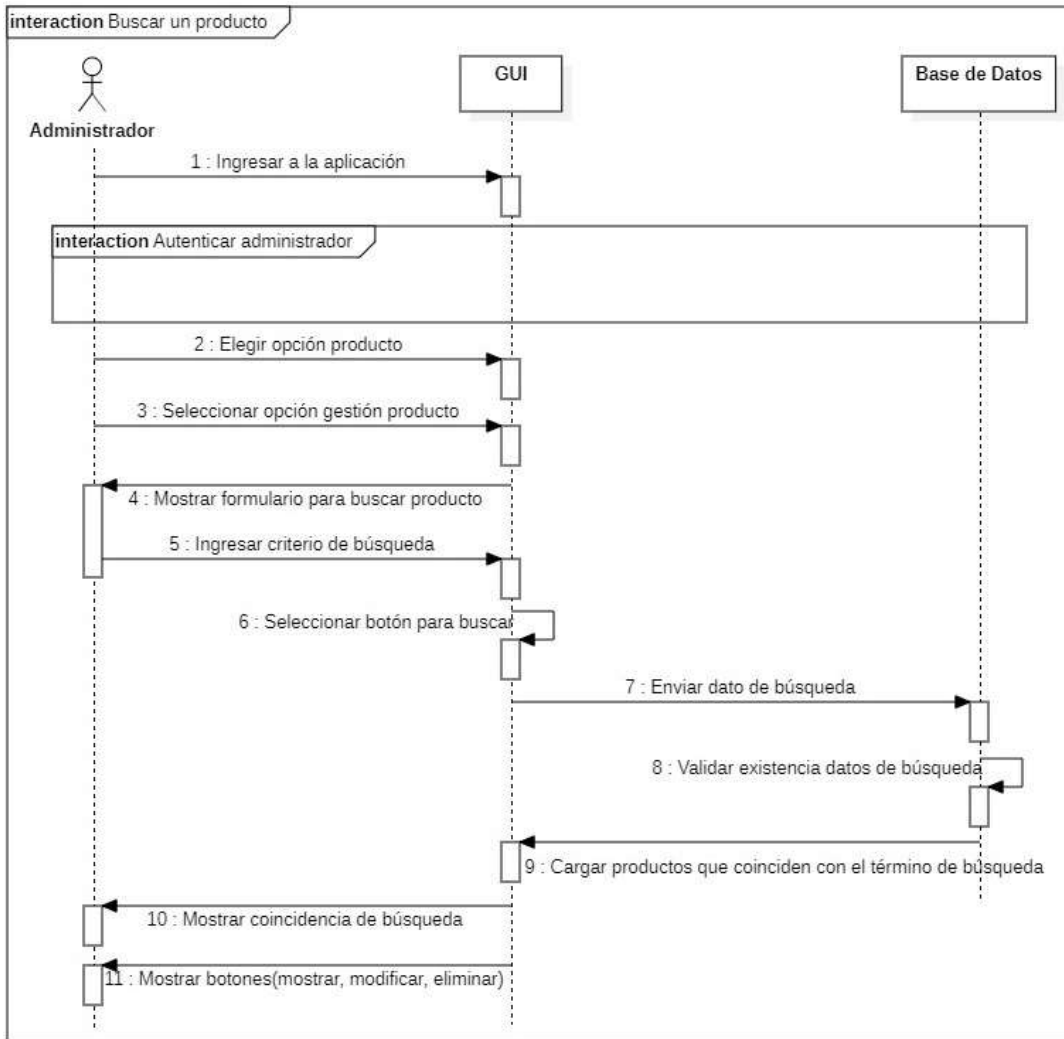 interaction Buscar un producto
GUI
Base de Datos
Administrador
1 : Ingresar a la aplicación
interaction Autenticar administrador
2 : Elegir opción producto
3 : Seleccionar opción gestión producto
4 : Mostrar formulario para buscar producto
5 : Ingresar criterio de búsqueda
6 : Seleccionar botón para buscar
7 : Enviar dato de búsqueda
8 : Validar existencia datos de búsqueda
9 : Cargar productos que coinciden con el término de búsqueda
10 : Mostrar coincidencia de búsqueda
11 : Mostrar botones(mostrar, modificar, eliminar)